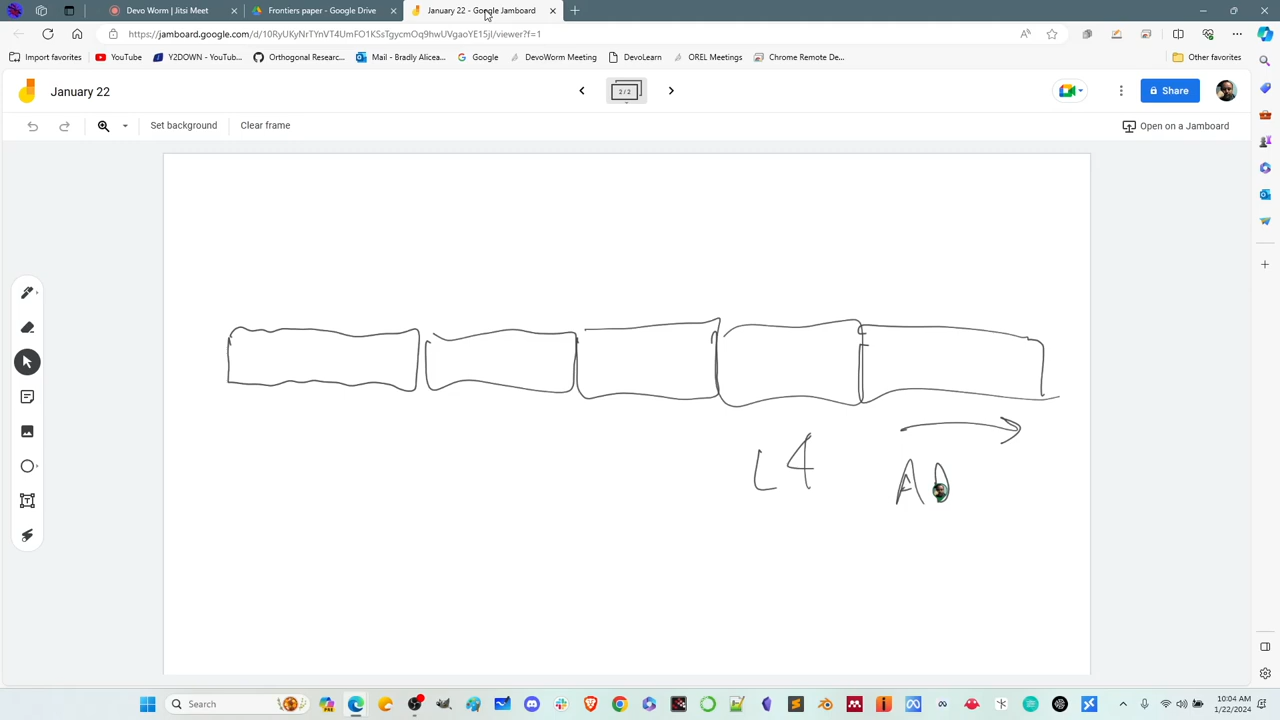 Devo Worm | Jitsi Meet
Frontiers paper - Google Drive
January 22 - Google Jamboard
https://jamboard.google.com/d/10RyUKyNrTYnVT4UmFO1KSsTgycmOq9hwUVgaoYE15jI/viewer?f=1
Import favorites
YouTube
Y2DOWN - YouTub...
Orthogonal Researc...
Mail - Bradly Alicea...
Google
DevoWorm Meeting
DevoLearn
OREL Meetings
Chrome Remote De...
Other favorites
January 22
2 / 2
Share
Set background
Clear frame
Open on a Jamboard
L4
AD
Search
10:04 AM
1/22/2024